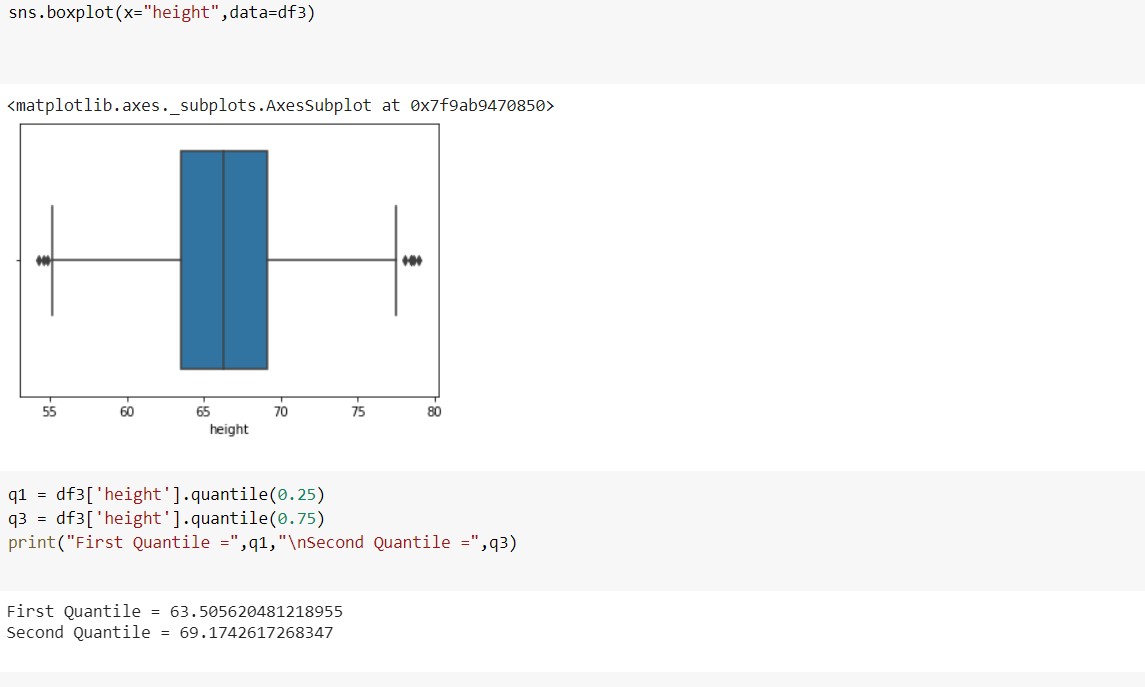 sns.boxplot(x="height",data=df3)
<matplotlib.axes._subplots.AxesSubplot at 0x7f9ab9470850>
55 60 65 70 75 80
height
q1 = df3['height'].quantile(0.25)
q3 = df3['height'].quantile(0.75)
print("First Quantile =",q1,"\nSecond Quantile =",q3)
First Quantile = 63.505620481218955
Second Quantile = 69.1742617268347